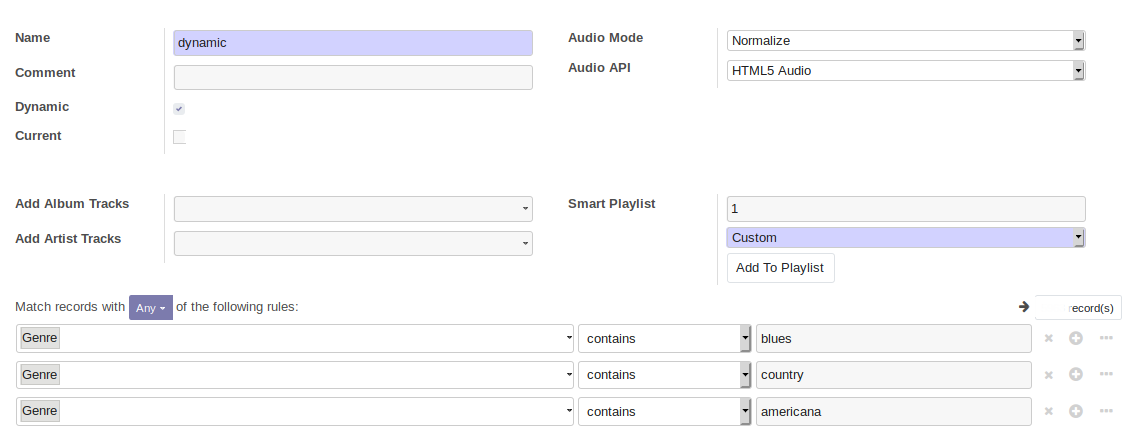 Name
dynamic
Comment
Dynamic
Current
Audio Mode
Normalize
Audio API
HTML5 Audio
Add Album Tracks
Add Artist Tracks
Smart Playlist
1
Custom
Add To Playlist
Match records with Any of the following rules:
record(s)
Genre contains blues
Genre contains country
Genre contains americana